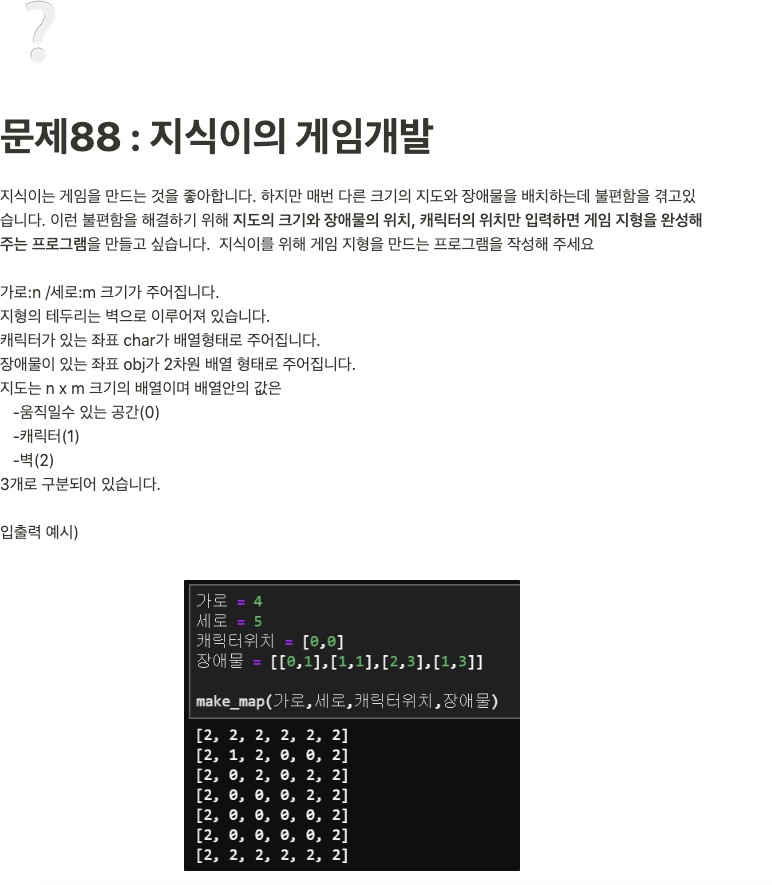 ?
문제88 : 지식이의 게임개발
지식이는 게임을 만드는 것을 좋아합니다. 하지만 매번 다른 크기의 지도와 장애물을 배치하는데 불편함을 겪고있
습니다. 이런 불편함을 해결하기 위해 지도의 크기와 장애물의 위치, 캐릭터의 위치만 입력하면 게임 지형을 완성해
주는 프로그램을 만들고 싶습니다. 지식이를 위해 게임 지형을 만드는 프로그램을 작성해 주세요
가로:n /세로:m 크기가 주어집니다.
지형의 테두리는 벽으로 이루어져 있습니다.
캐릭터가 있는 좌표 char가 배열형태로 주어집니다.
장애물이 있는 좌표 obj가 2차원 배열 형태로 주어집니다.
지도는 n x m 크기의 배열이며 배열안의 값은
-움직일수 있는 공간(0)
-캐릭터(1)
-벽(2)
3개로 구분되어 있습니다.
입출력 예시)
가로 = 4
세로 = 5
캐릭터위치 = [0,0]
장애물 = [[0,1],[1,1],[2,3],[1,3]]
make_map(가로,세로,캐릭터위치,장애물)
[2, 2, 2, 2, 2, 2]
[2, 1, 2, 0, 0, 2]
[2, 0, 2, 0, 2, 2]
[2, 0, 0, 0, 2, 2]
[2, 0, 0, 0, 0, 2]
[2, 0, 0, 0, 0, 2]
[2, 2, 2, 2, 2, 2]